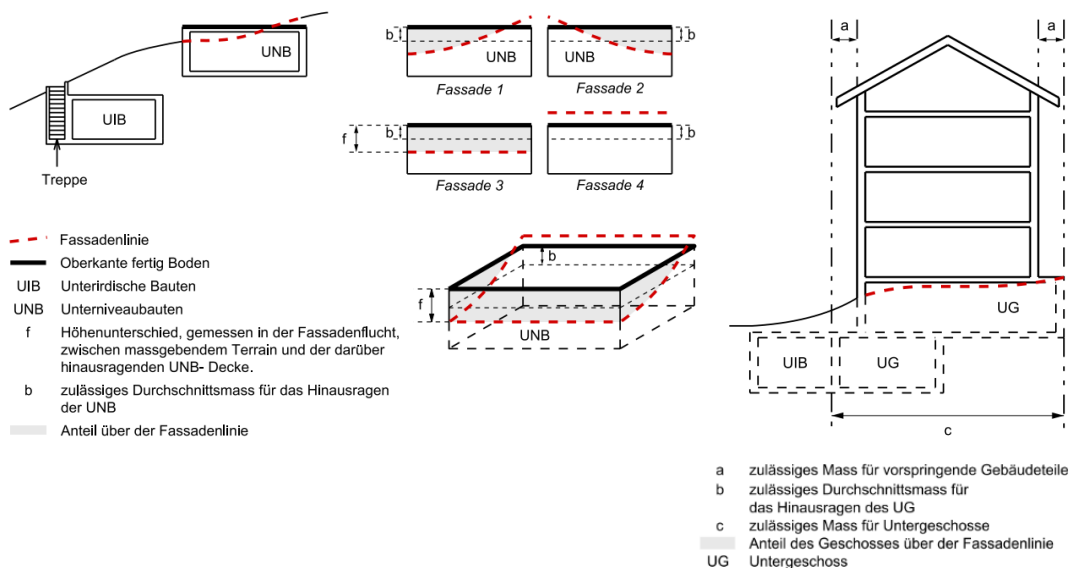 UNB
UIB
Treppe
b
UNB
Fassade 1
UNB
b
Fassade 2
f
b
Fassade 3
b
Fassade 4
b
f
UNB
a
a
UG
UIB
UG
c
Fassadenlinie
Oberkante fertig Boden
UIB Unterirdische Bauten
UNB Unterniveaubauten
f Höhenunterschied, gemessen in der Fassadenflucht,
zwischen massgebendem Terrain und der darüber
hinausragenden UNB- Decke.
b zulässiges Durchschnittsmass für das Hinausragen
der UNB
Anteil über der Fassadenlinie
a zulässiges Mass für vorspringende Gebäudeteile
b zulässiges Durchschnittsmass für
das Hinausragen des UG
c zulässiges Mass für Untergeschosse
Anteil des Geschosses über der Fassadenlinie
UG Untergeschoss